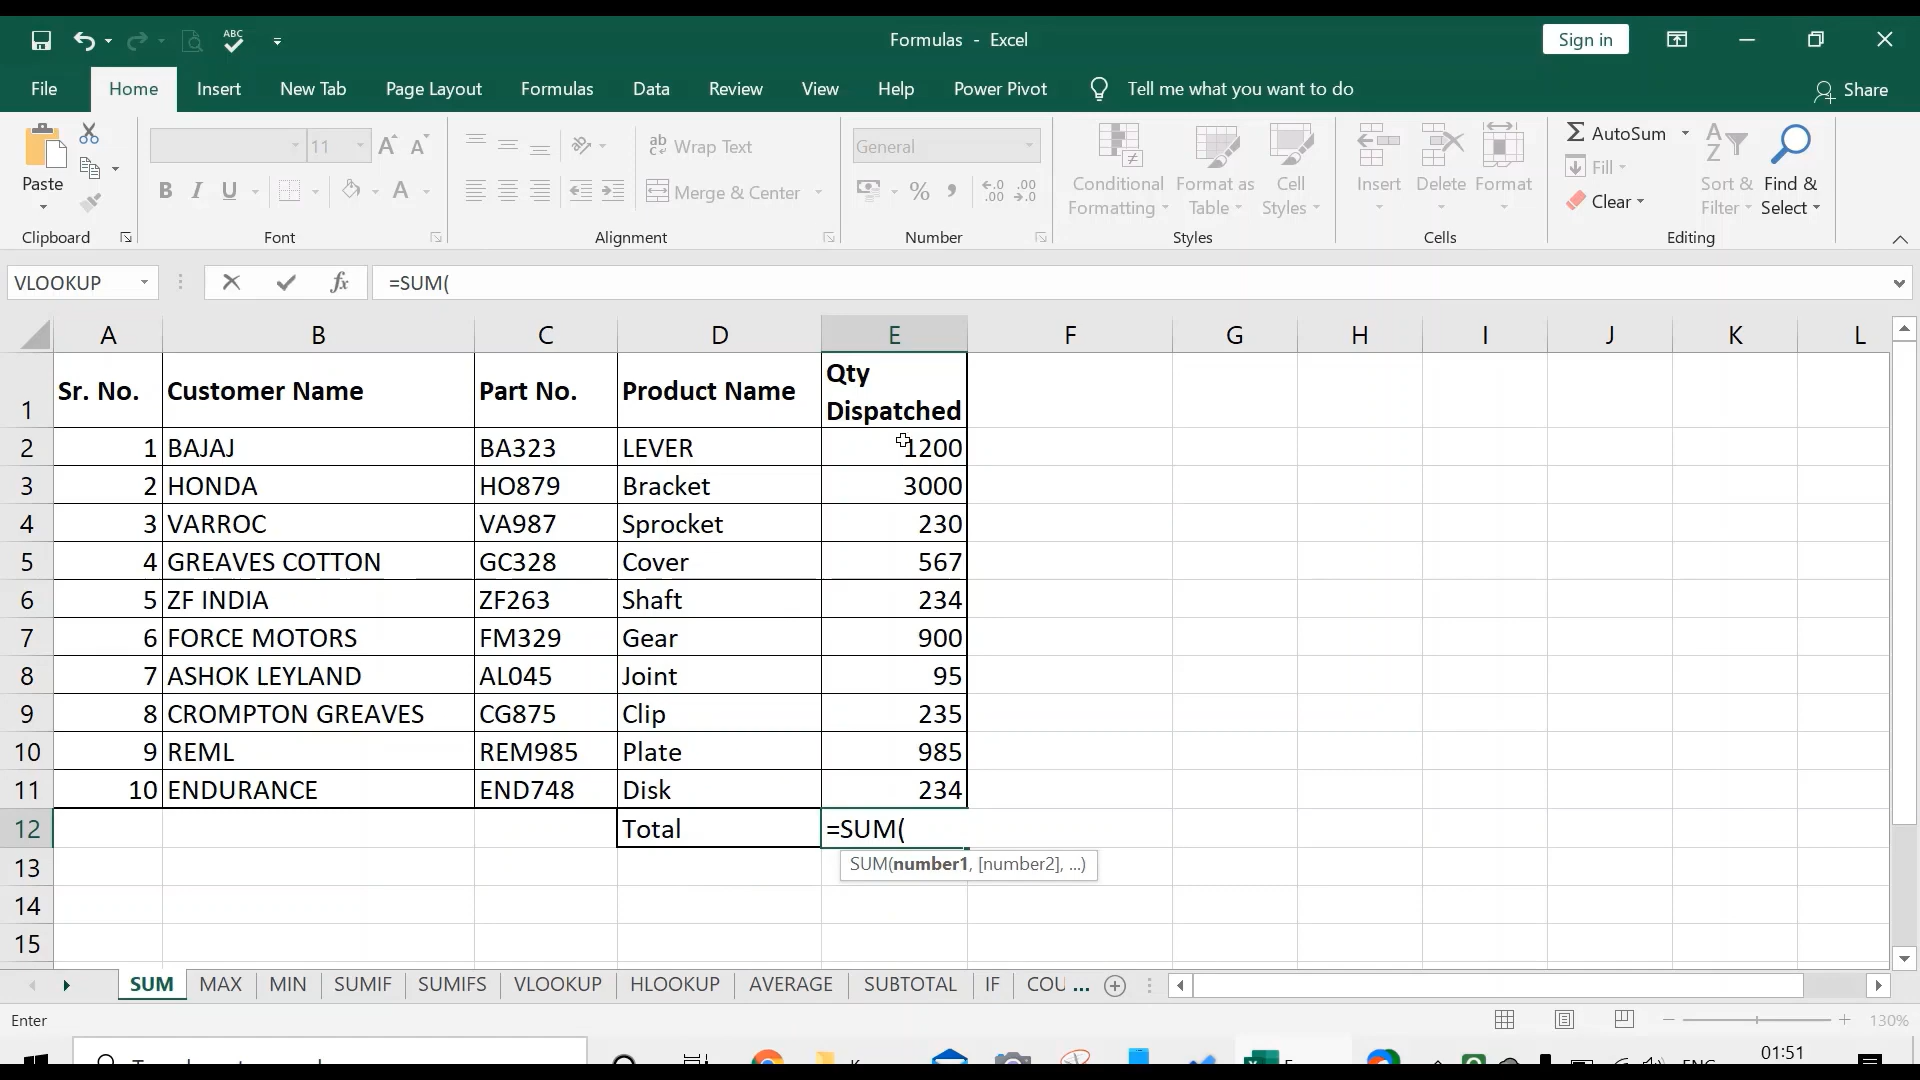 ABC
Formulas - Excel
Sign in
File Home Insert New Tab Page Layout Formulas Data Review View Help Power Pivot Tell me what you want to do Share
Paste
Clipboard
11
B I U A
Font
Wrap Text
Merge & Center
Alignment
General
% , .00
Number
Conditional Formatting
Format as Table
Cell Styles
Styles
Insert Delete Format
Cells
AutoSum
Fill
Clear
Sort & Filter
Find & Select
Editing
VLOOKUP fx =SUM(
A B C D E F G H I J K L
1 Sr. No. Customer Name Part No. Product Name Qty Dispatched
2 1 BAJAJ BA323 LEVER 1200
3 2 HONDA HO879 Bracket 3000
4 3 VARROC VA987 Sprocket 230
5 4 GREAVES COTTON GC328 Cover 567
6 5 ZF INDIA ZF263 Shaft 234
7 6 FORCE MOTORS FM329 Gear 900
8 7 ASHOK LEYLAND AL045 Joint 95
9 8 CROMPTON GREAVES CG875 Clip 235
10 9 REML REM985 Plate 985
11 10 ENDURANCE END748 Disk 234
12 Total =SUM(
13 SUM(number1, [number2], ...)
14
15
SUM MAX MIN SUMIF SUMIFS VLOOKUP HLOOKUP AVERAGE SUBTOTAL IF COU ...
Enter 130%
01:51